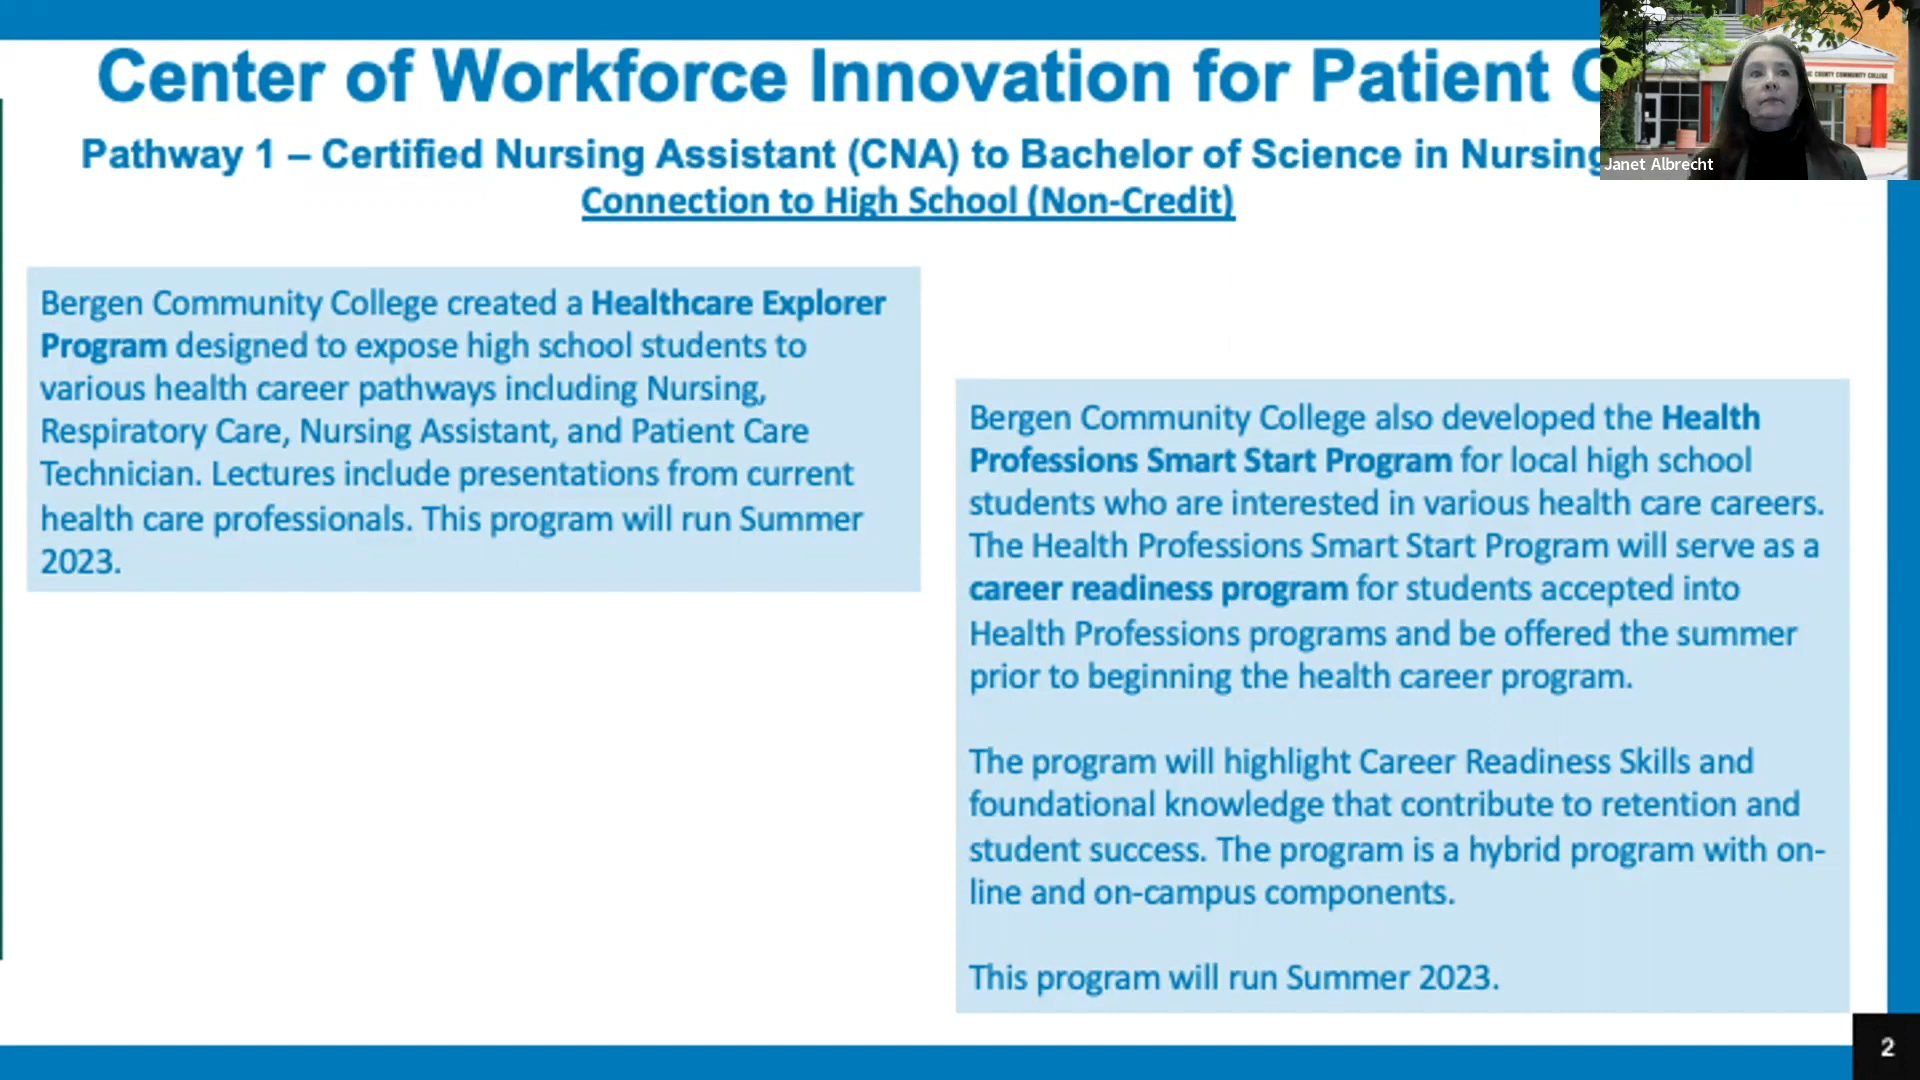 Center of Workforce Innovation for Patient C
Pathway 1 – Certified Nursing Assistant (CNA) to Bachelor of Science in Nursing
Connection to High School (Non-Credit)
Bergen Community College created a Healthcare Explorer
Program designed to expose high school students to
various health career pathways including Nursing,
Respiratory Care, Nursing Assistant, and Patient Care
Technician. Lectures include presentations from current
health care professionals. This program will run Summer
2023.
Bergen Community College also developed the Health
Professions Smart Start Program for local high school
students who are interested in various health care careers.
The Health Professions Smart Start Program will serve as a
career readiness program for students accepted into
Health Professions programs and be offered the summer
prior to beginning the health career program.
The program will highlight Career Readiness Skills and
foundational knowledge that contribute to retention and
student success. The program is a hybrid program with on-
line and on-campus components.
This program will run Summer 2023.
COUNTY COMMUNITY COLLEGE
Janet Albrecht
2